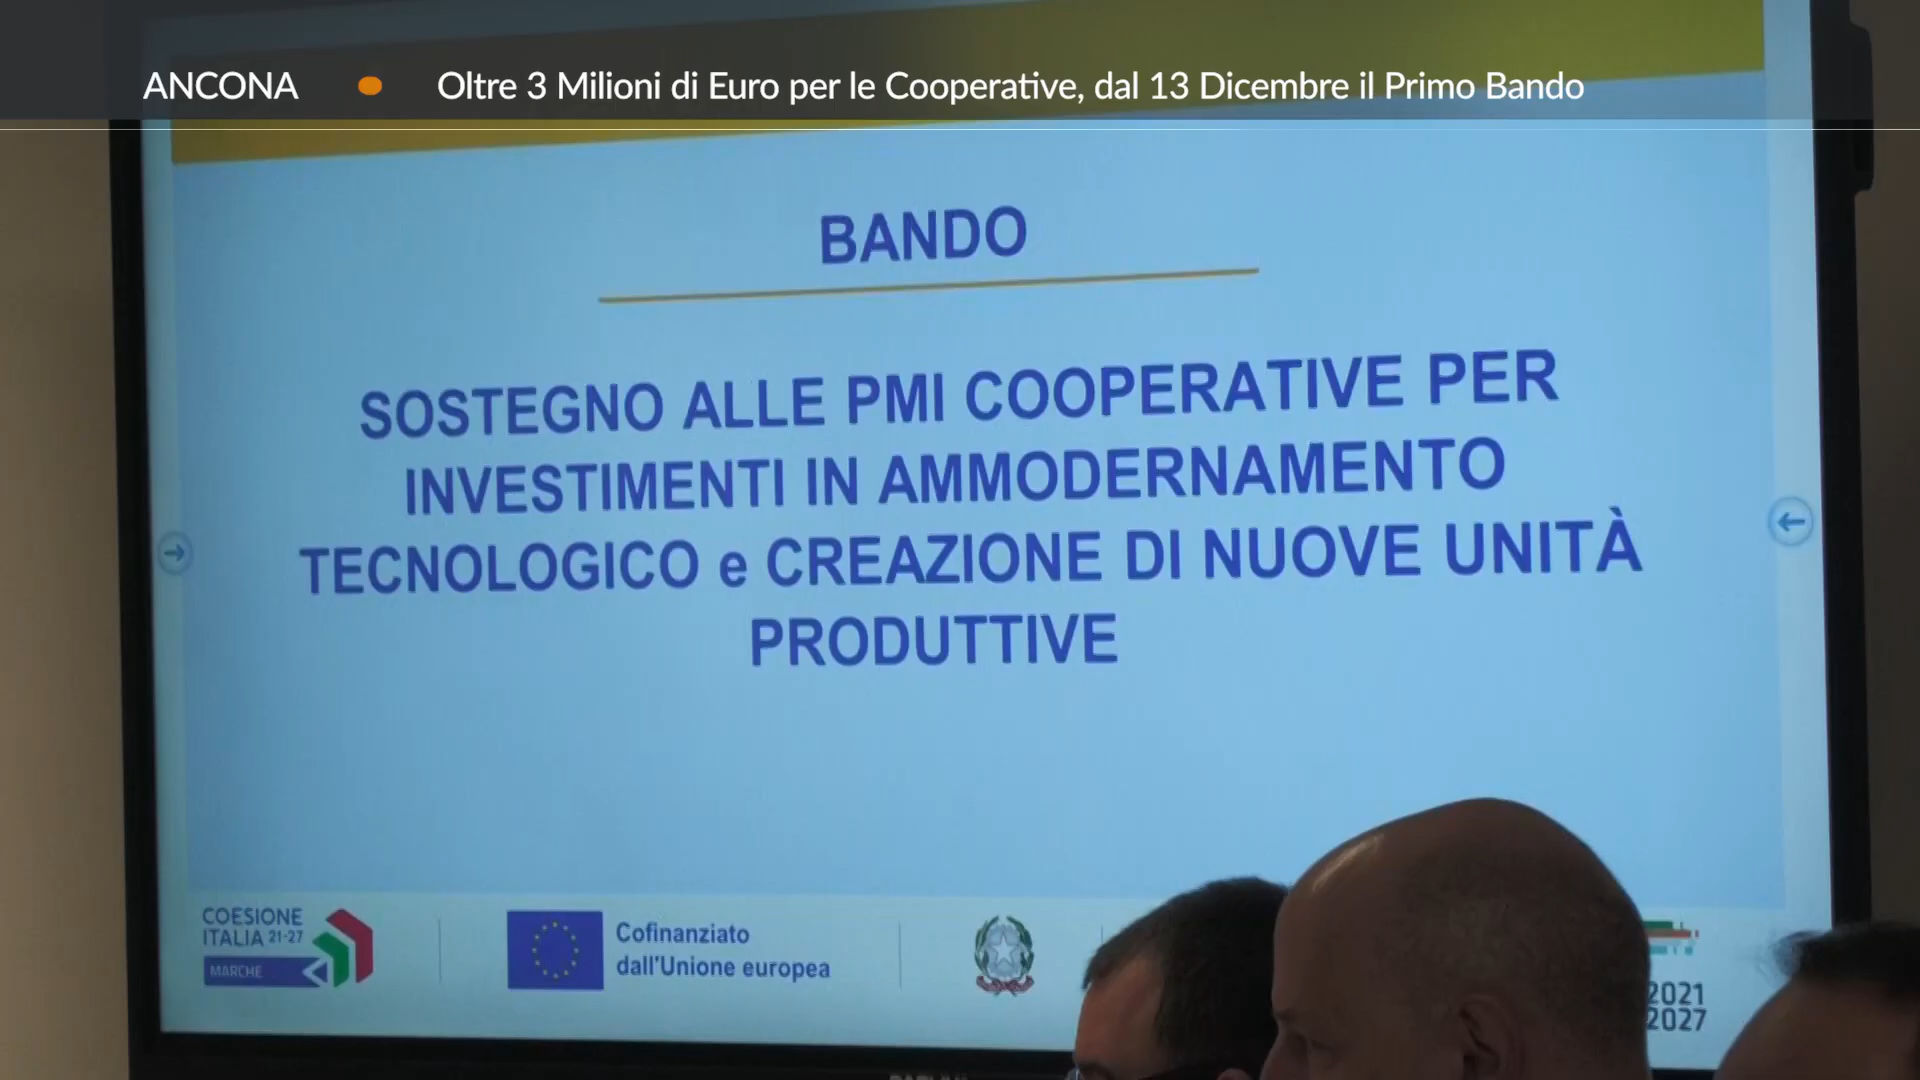 ANCONA Oltre 3 Milioni di Euro per le Cooperative, dal 13 Dicembre il Primo Bando
BANDO
SOSTEGNO ALLE PMI COOPERATIVE PER
INVESTIMENTI IN AMMODERNAMENTO
TECNOLOGICO e CREAZIONE DI NUOVE UNITÀ
PRODUTTIVE
COESIONE
ITALIA 21-27
MARCHE
Cofinanziato
dall'Unione europea
2021
2027